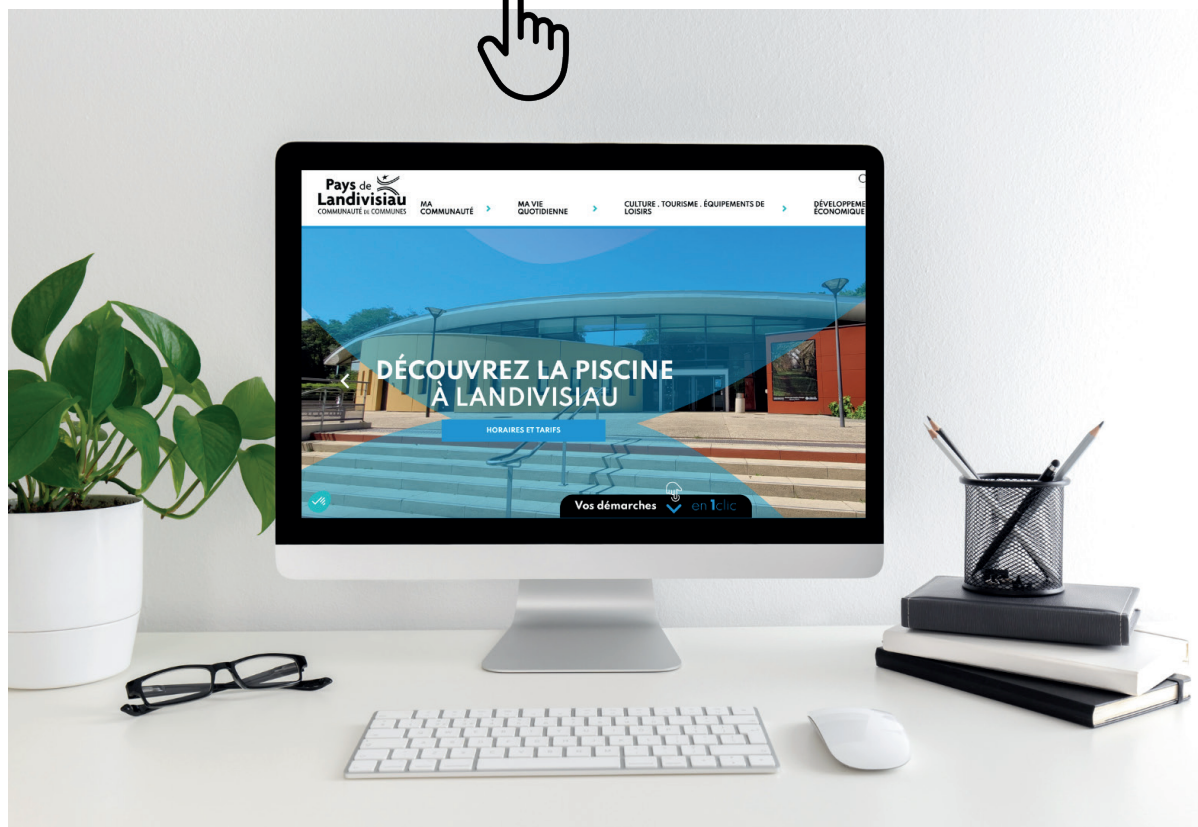 Pays de
Landivisiau
COMMUNAUTÉ DE COMMUNES
MA
COMMUNAUTÉ
MA VIE
QUOTIDIENNE
CULTURE . TOURISME . ÉQUIPEMENTS DE
LOISIRS
DÉVELOPPEME
ÉCONOMIQUE
DÉCOUVREZ LA PISCINE
À LANDIVISIAU
HORAIRES ET TARIFS
Vos démarches en 1clic